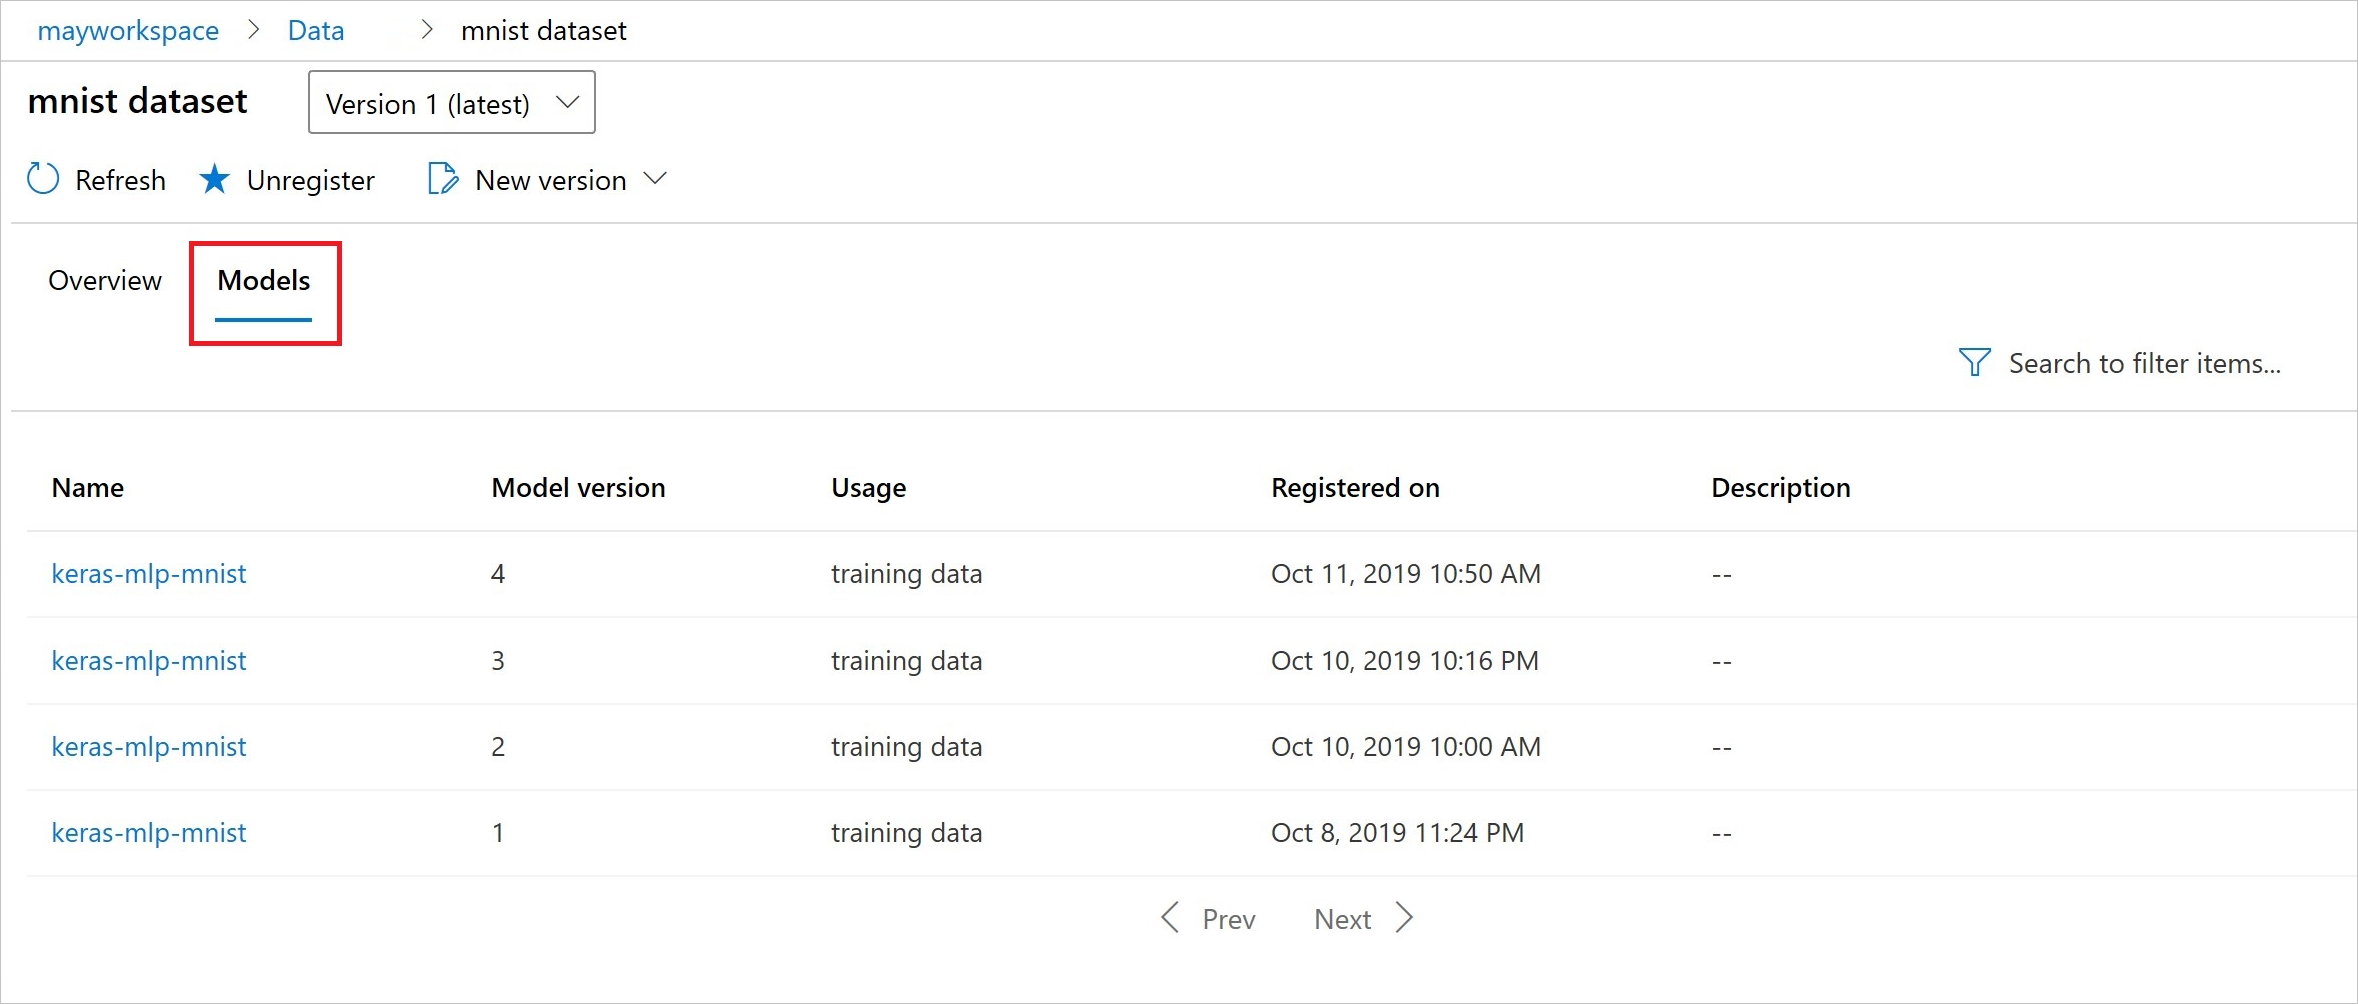 mayworkspace > Data > mnist dataset
mnist dataset Version 1 (latest)
Refresh Unregister New version
Overview Models
Search to filter items...
Name Model version Usage Registered on Description
keras-mlp-mnist 4 training data Oct 11, 2019 10:50 AM --
keras-mlp-mnist 3 training data Oct 10, 2019 10:16 PM --
keras-mlp-mnist 2 training data Oct 10, 2019 10:00 AM --
keras-mlp-mnist 1 training data Oct 8, 2019 11:24 PM --
< Prev Next >